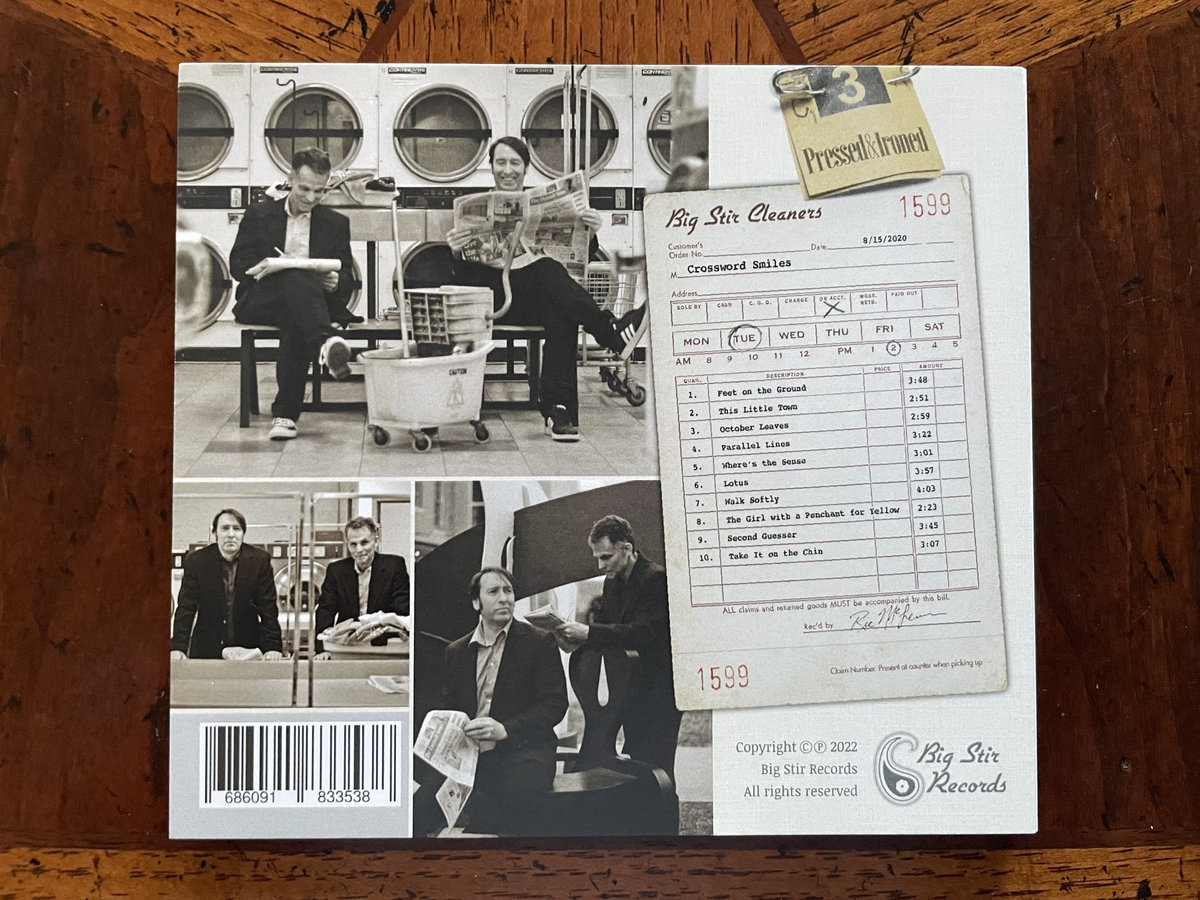 CONTINENTAL
CONTINENTAL
CONTINENTAL
CONTINENTAL
CAUTION
3
Pressed&Ironed
Big Stir Cleaners
1599
Customer's
Order No.
Date
8/15/2020
M
Crossword Smiles
Address
SOLD BY CASH C.O.D. CHARGE ON ACCT. MDSE. RETD. PAID OUT
MON TUE WED THU FRI SAT
AM 8 9 10 11 12 PM 1 2 3 4 5
QUAN. DESCRIPTION PRICE AMOUNT
1. Feet on the Ground 3:48
2. This Little Town 2:51
3. October Leaves 2:59
4. Parallel Lines 3:22
5. Where's the Sense 3:01
6. Lotus 3:57
7. Walk Softly 4:03
8. The Girl with a Penchant for Yellow 2:23
9. Second Guesser 3:45
10. Take It on the Chin 3:07
ALL claims and returned goods MUST be accompanied by this bill.
Rec'd by
1599
Claim Number: Present at counter when picking up
686091 833538
Copyright ©℗ 2022
Big Stir Records
All rights reserved
Big Stir
Records